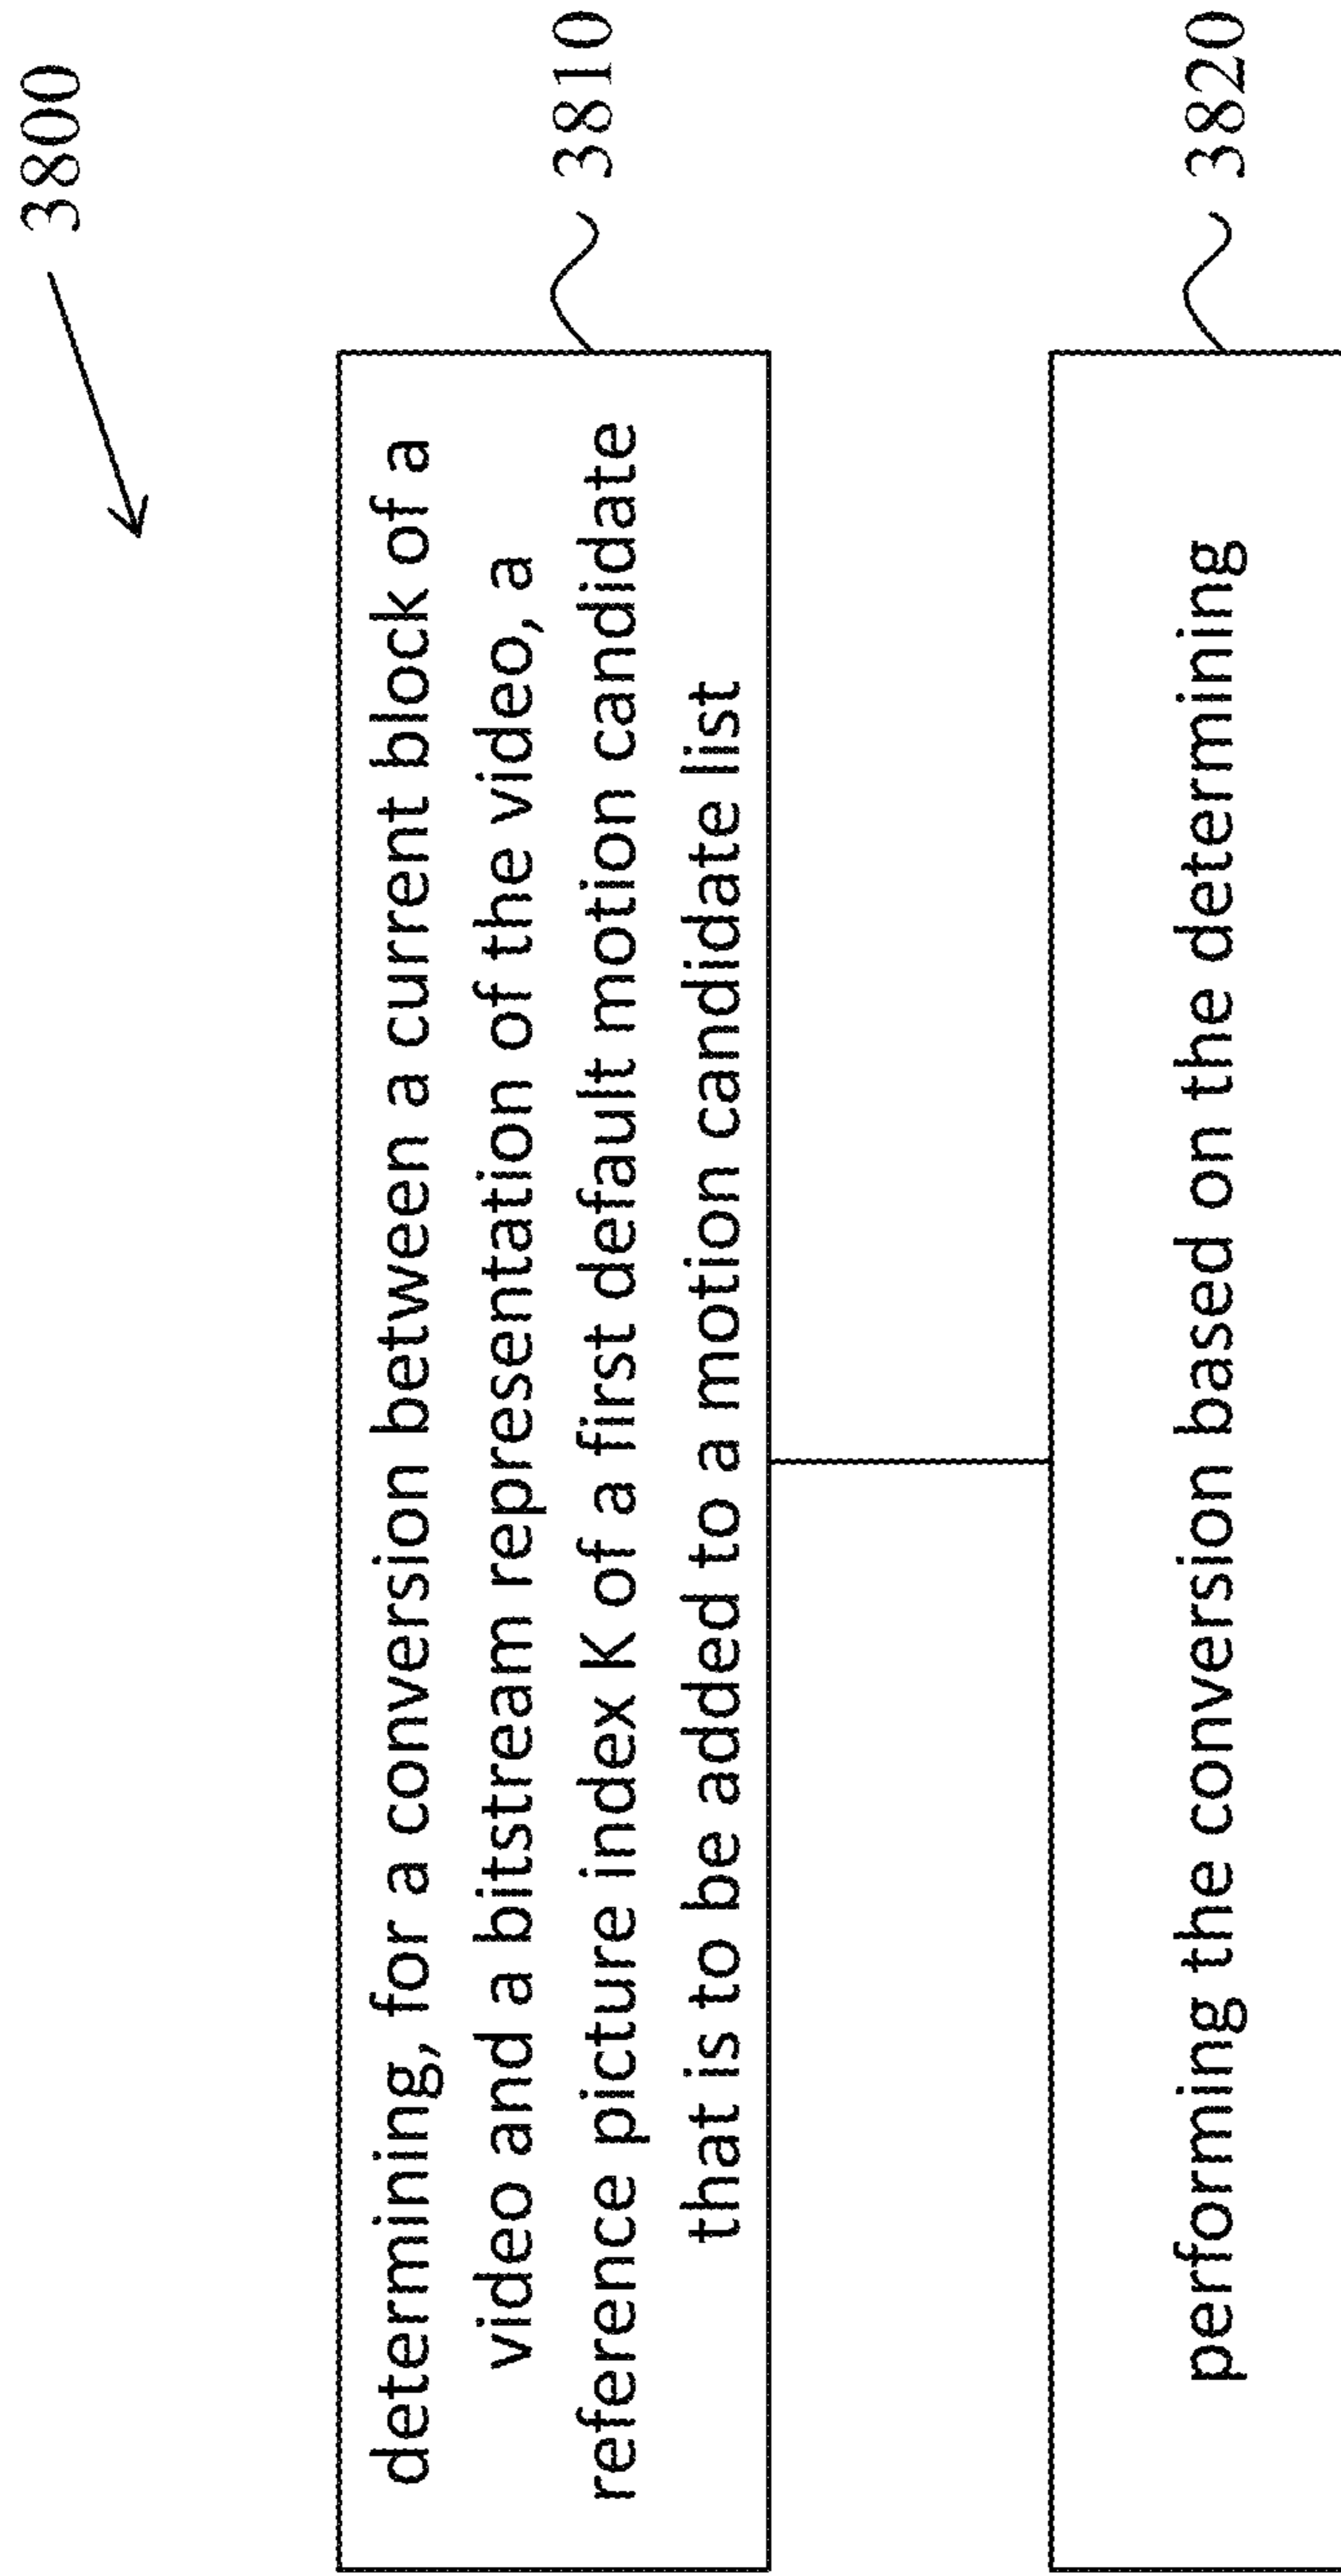 3800
determining, for a conversion between a current block of a
video and a bitstream representation of the video, a
reference picture index K of a first default motion candidate
that is to be added to a motion candidate list
3810
performing the conversion based on the determining
3820